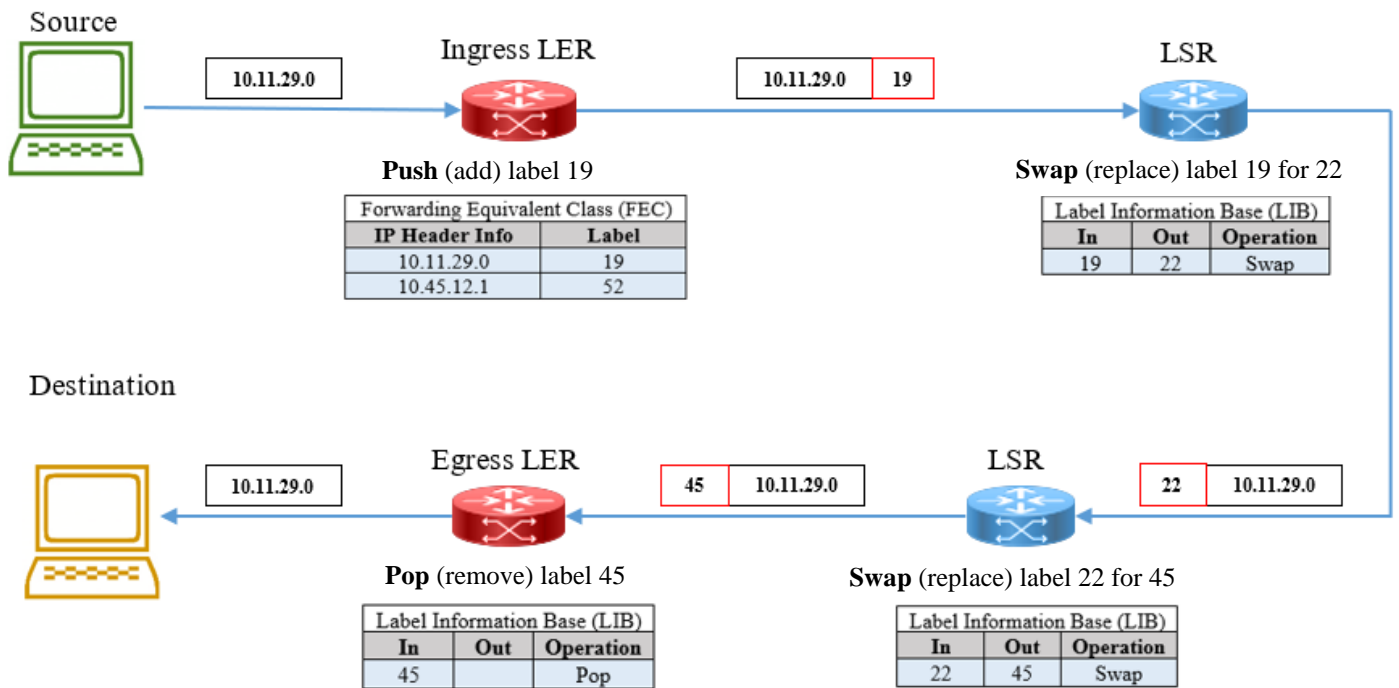 Source
Ingress LER
LSR
10.11.29.0
10.11.29.0 19
Push (add) label 19
Swap (replace) label 19 for 22
Forwarding Equivalent Class (FEC)
IP Header Info Label
10.11.29.0 19
10.45.12.1 52
Label Information Base (LIB)
In Out Operation
19 22 Swap
Destination
Egress LER
LSR
10.11.29.0
45 10.11.29.0
22 10.11.29.0
Pop (remove) label 45
Swap (replace) label 22 for 45
Label Information Base (LIB)
In Out Operation
45 Pop
Label Information Base (LIB)
In Out Operation
22 45 Swap